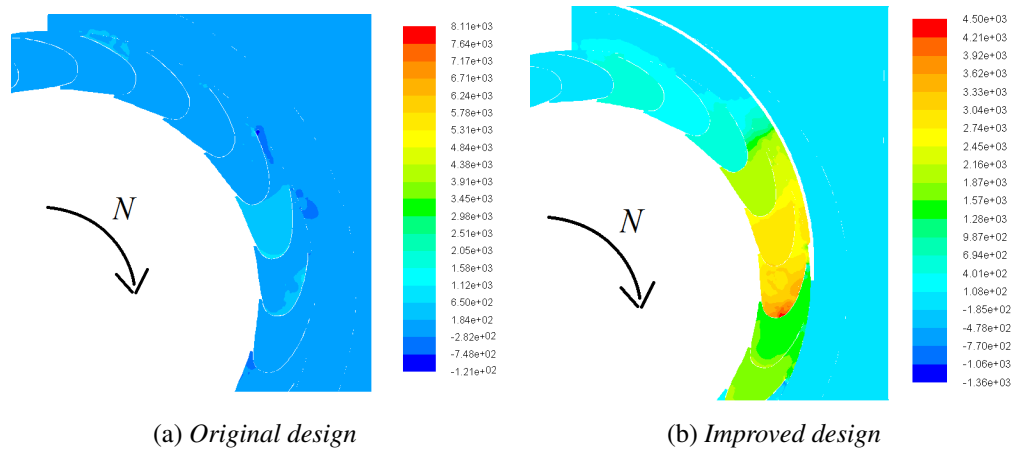 8.11e+03
7.64e+03
7.17e+03
6.71e+03
6.24e+03
5.78e+03
5.31e+03
4.84e+03
4.38e+03
3.91e+03
3.45e+03
2.98e+03
2.51e+03
2.05e+03
1.58e+03
1.12e+03
6.50e+02
1.84e+02
-2.82e+02
-7.48e+02
-1.21e+02
N
(a) Original design
4.50e+03
4.21e+03
3.92e+03
3.62e+03
3.33e+03
3.04e+03
2.74e+03
2.45e+03
2.16e+03
1.87e+03
1.57e+03
1.28e+03
9.87e+02
6.94e+02
4.01e+02
1.08e+02
-1.85e+02
-4.78e+02
-7.70e+02
-1.06e+03
-1.36e+03
N
(b) Improved design